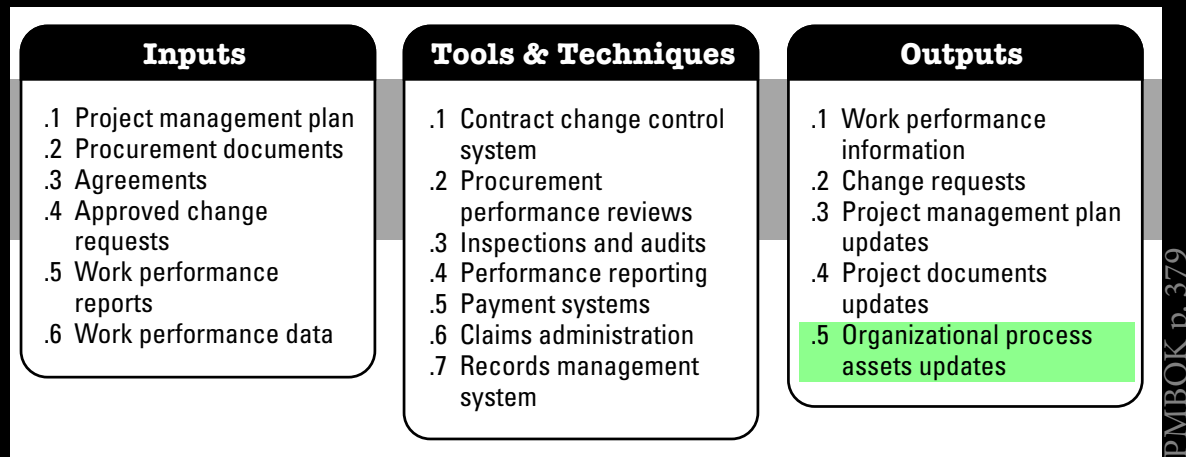 Inputs
.1 Project management plan
.2 Procurement documents
.3 Agreements
.4 Approved change
requests
.5 Work performance
reports
.6 Work performance data
Tools & Techniques
.1 Contract change control
system
.2 Procurement
performance reviews
.3 Inspections and audits
.4 Performance reporting
.5 Payment systems
.6 Claims administration
.7 Records management
system
Outputs
.1 Work performance
information
.2 Change requests
.3 Project management plan
updates
.4 Project documents
updates
.5 Organizational process
assets updates
PMBOK p. 379